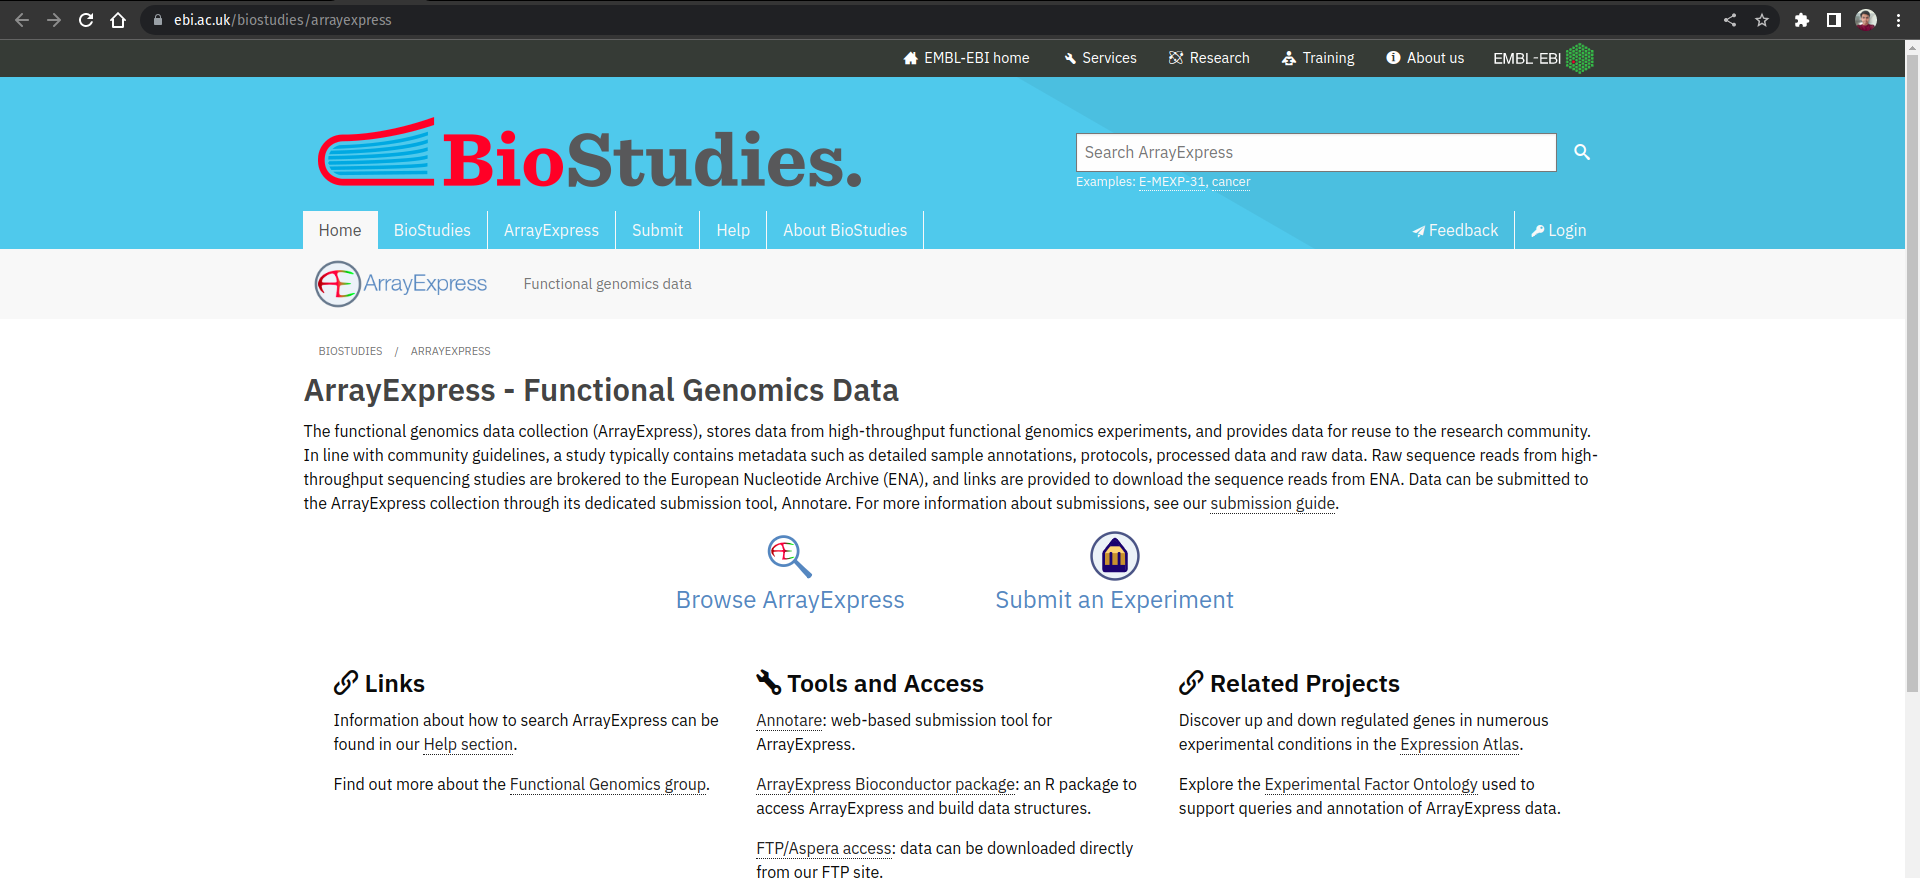 ebi.ac.uk/biostudies/arrayexpress
EMBL-EBI home Services Research Training About us EMBL-EBI
BioStudies.
Search ArrayExpress
Examples: E-MEXP-31, cancer
Home BioStudies ArrayExpress Submit Help About BioStudies Feedback Login
ArrayExpress Functional genomics data
BIOSTUDIES / ARRAYEXPRESS
ArrayExpress - Functional Genomics Data
The functional genomics data collection (ArrayExpress), stores data from high-throughput functional genomics experiments, and provides data for reuse to the research community.
In line with community guidelines, a study typically contains metadata such as detailed sample annotations, protocols, processed data and raw data. Raw sequence reads from high-
throughput sequencing studies are brokered to the European Nucleotide Archive (ENA), and links are provided to download the sequence reads from ENA. Data can be submitted to
the ArrayExpress collection through its dedicated submission tool, Annotare. For more information about submissions, see our submission guide.
Browse ArrayExpress
Submit an Experiment
Links
Information about how to search ArrayExpress can be
found in our Help section.
Find out more about the Functional Genomics group.
Tools and Access
Annotare: web-based submission tool for
ArrayExpress.
ArrayExpress Bioconductor package: an R package to
access ArrayExpress and build data structures.
FTP/Aspera access: data can be downloaded directly
from our FTP site.
Related Projects
Discover up and down regulated genes in numerous
experimental conditions in the Expression Atlas.
Explore the Experimental Factor Ontology used to
support queries and annotation of ArrayExpress data.